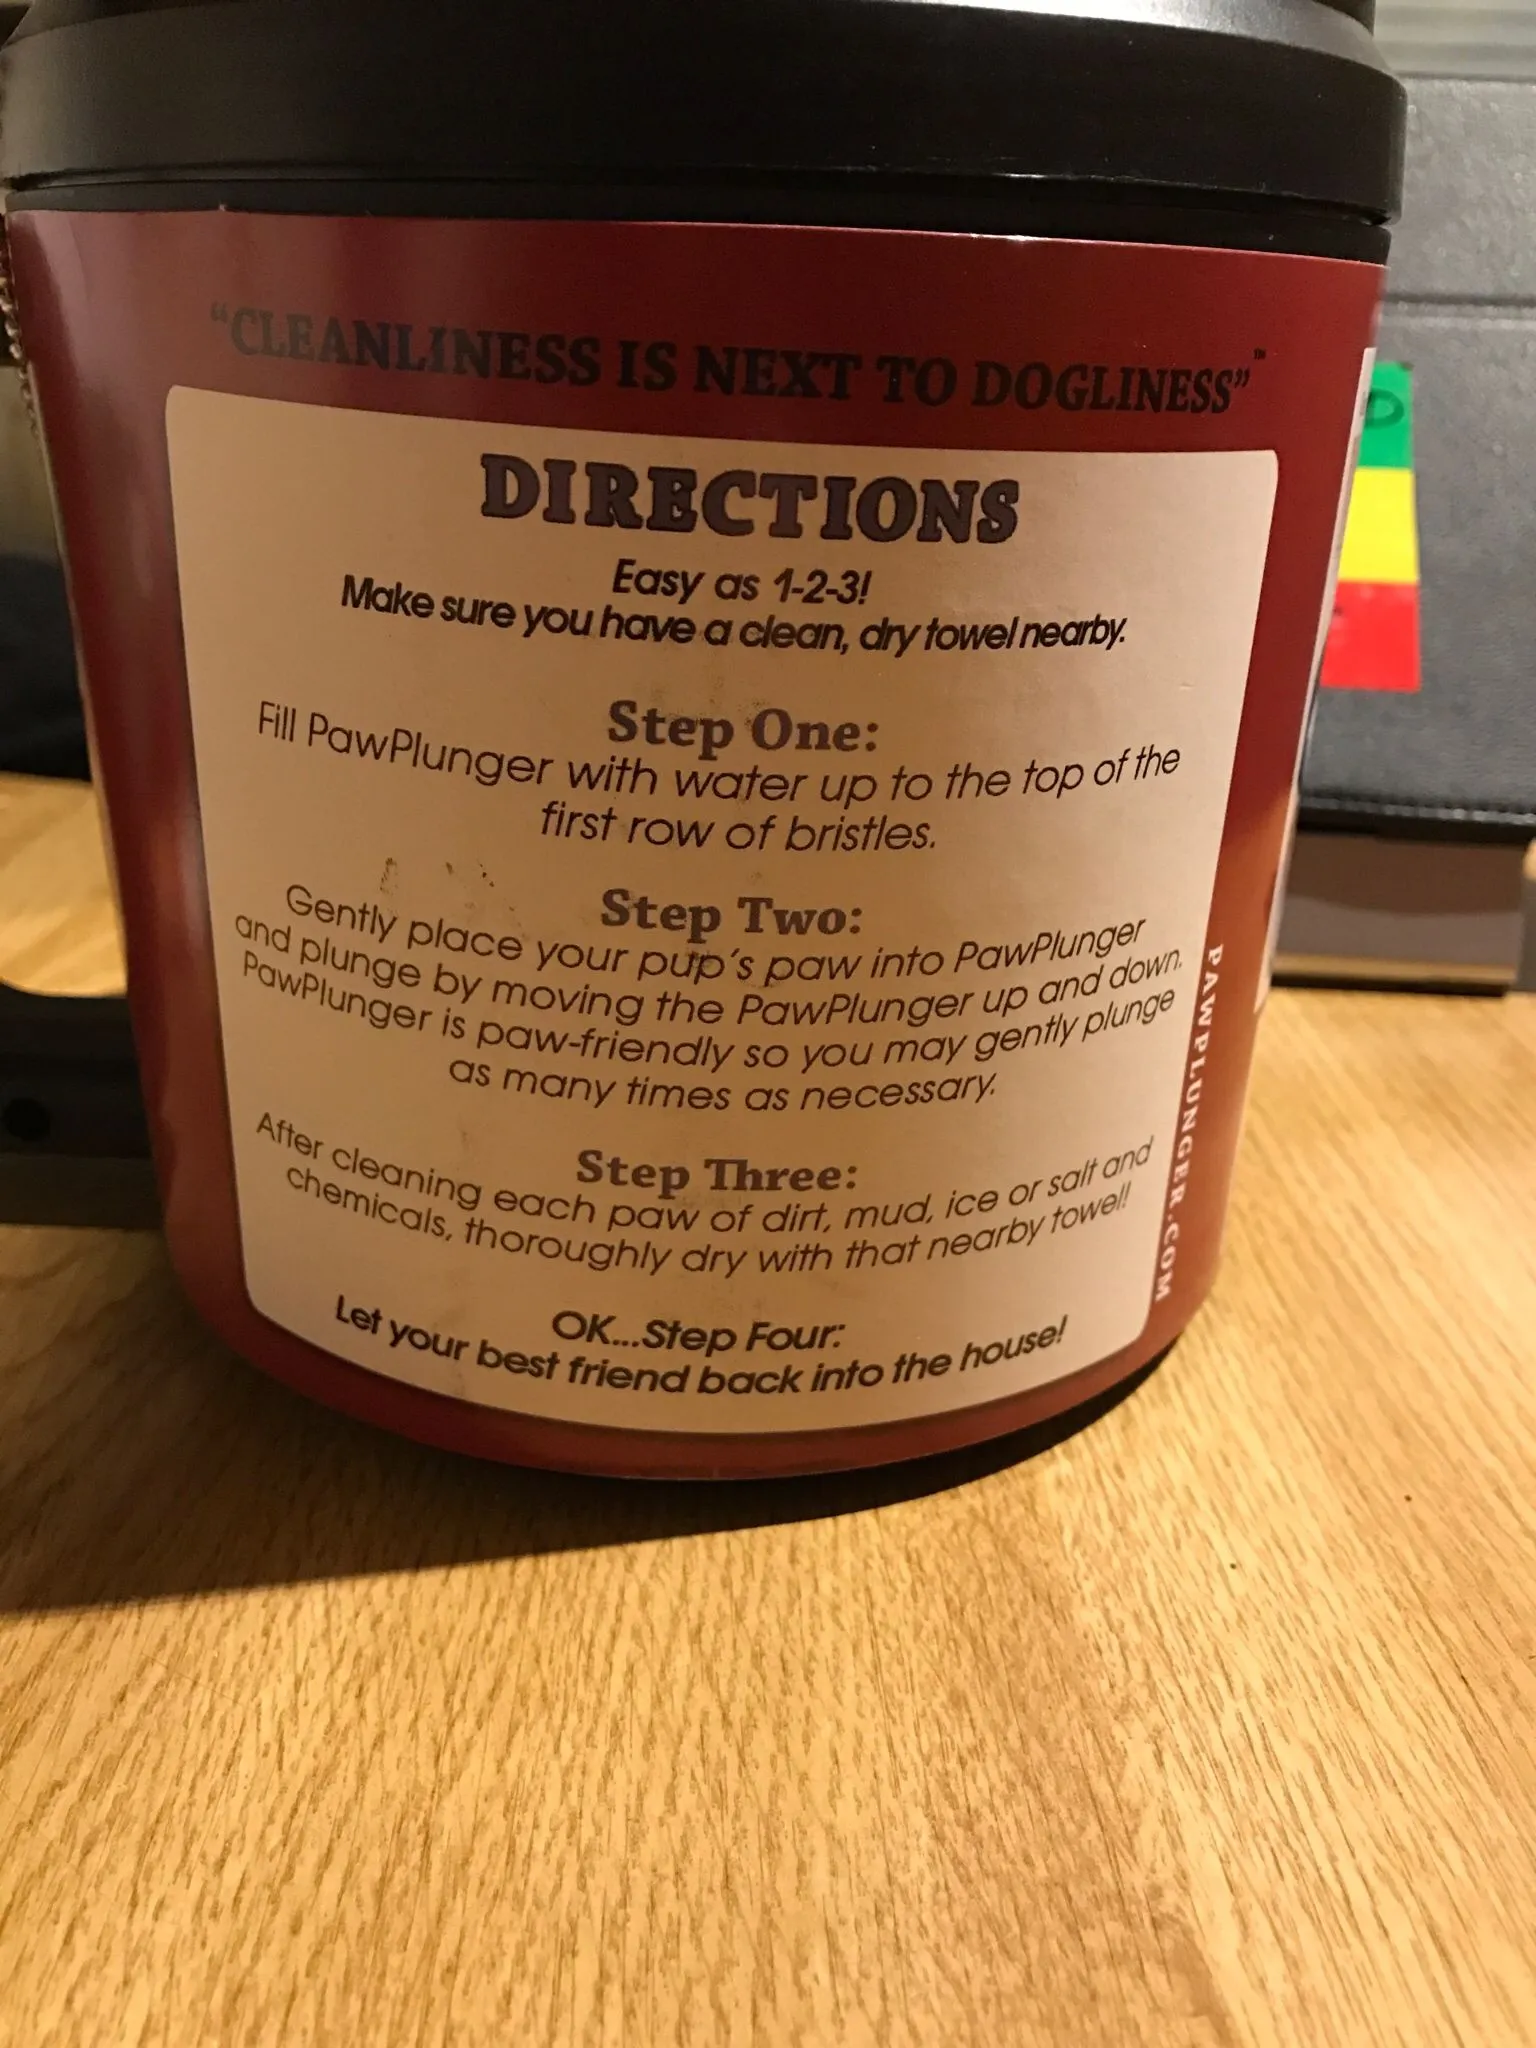 “CLEANLINESS IS NEXT TO DOGLINESS”™
DIRECTIONS
Easy as 1-2-3!
Make sure you have a clean, dry towel nearby.
Step One:
Fill PawPlunger with water up to the top of the
first row of bristles.
Step Two:
Gently place your pup's paw into PawPlunger
and plunge by moving the PawPlunger up and down.
PawPlunger is paw-friendly so you may gently plunge
as many times as necessary.
Step Three:
After cleaning each paw of dirt, mud, ice or salt and
chemicals, thoroughly dry with that nearby towel!
OK...Step Four:
Let your best friend back into the house!
PAWPLUNGER.COM